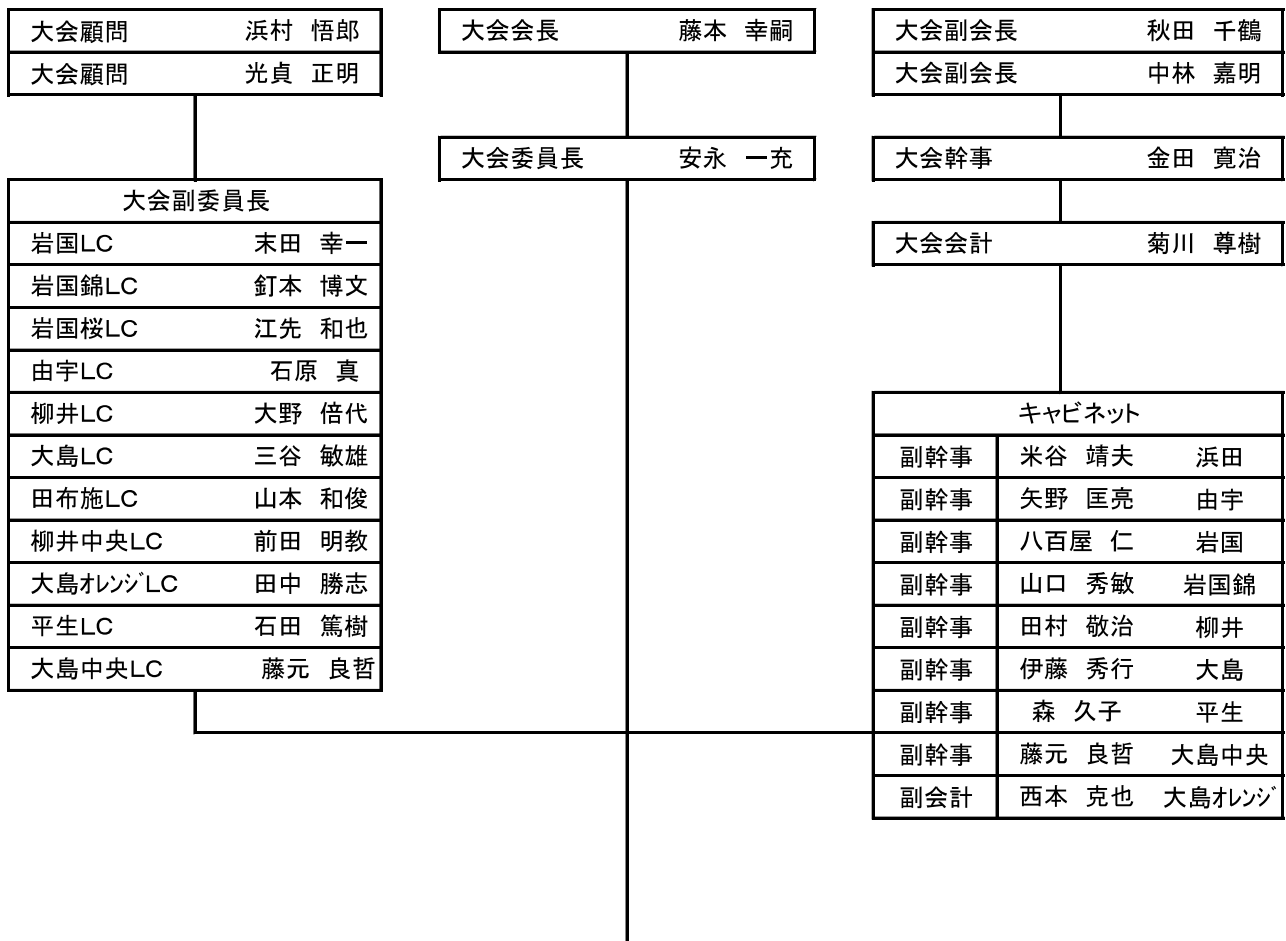 大会顧問 浜村 悟郎
大会顧問 光貞 正明
大会副委員長
岩国LC 末田 幸一
岩国錦LC 釘本 博文
岩国桜LC 江先 和也
由宇LC 石原 真
柳井LC 大野 倍代
大島LC 三谷 敏雄
田布施LC 山本 和俊
柳井中央LC 前田 明教
大島オレンジLC 田中 勝志
平生LC 石田 篤樹
大島中央LC 藤元 良哲
大会会長 藤本 幸嗣
大会委員長 安永 一充
大会副会長 秋田 千鶴
大会副会長 中林 嘉明
大会幹事 金田 寛治
大会会計 菊川 尊樹
キャビネット
副幹事 米谷 靖夫 浜田
副幹事 矢野 匡亮 由宇
副幹事 八百屋 仁 岩国
副幹事 山口 秀敏 岩国錦
副幹事 田村 敬治 柳井
副幹事 伊藤 秀行 大島
副幹事 森 久子 平生
副幹事 藤元 良哲 大島中央
副会計 西本 克也 大島オレンジ